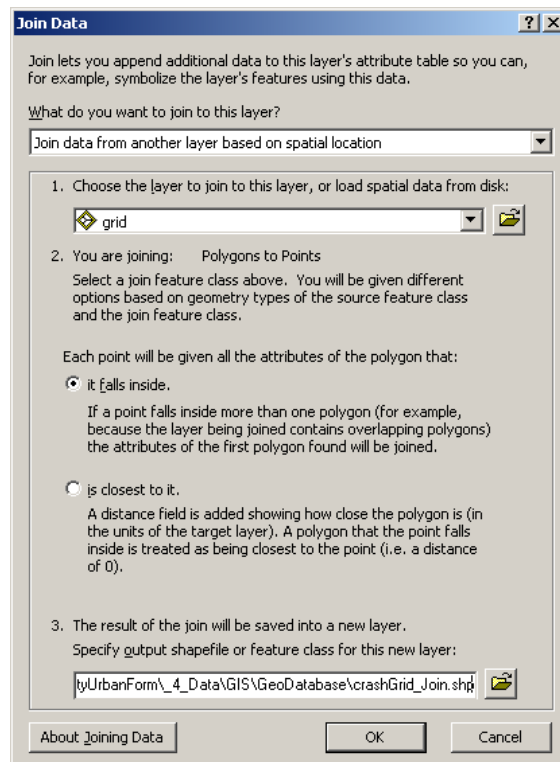 Join Data
Join lets you append additional data to this layer's attribute table so you can,
for example, symbolize the layer's features using this data.
What do you want to join to this layer?
Join data from another layer based on spatial location
1. Choose the layer to join to this layer, or load spatial data from disk:
grid
2. You are joining: Polygons to Points
Select a join feature class above. You will be given different
options based on geometry types of the source feature class
and the join feature class.
Each point will be given all the attributes of the polygon that:
it falls inside.
If a point falls inside more than one polygon (for example,
because the layer being joined contains overlapping polygons)
the attributes of the first polygon found will be joined.
is closest to it.
A distance field is added showing how close the polygon is (in
the units of the target layer). A polygon that the point falls
inside is treated as being closest to the point (i.e. a distance
of 0).
3. The result of the join will be saved into a new layer.
Specify output shapefile or feature class for this new layer:
tyUrbanForm\_4_Data\GIS\GeoDatabase\crashGrid_Join.shp
About Joining Data
OK
Cancel